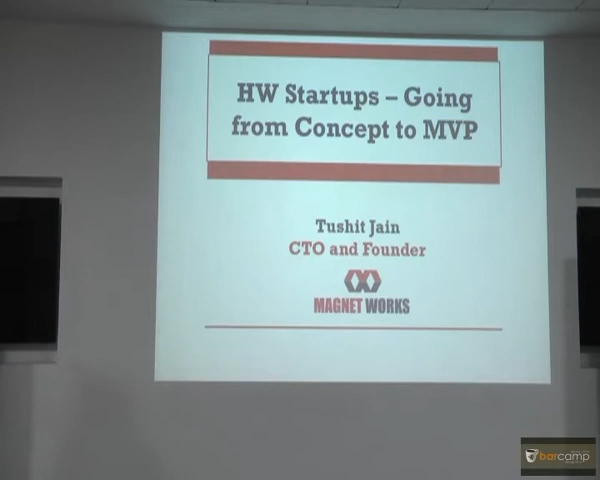 HW Startups – Going
from Concept to MVP
Tushit Jain
CTO and Founder
MAGNET WORKS
barcamp